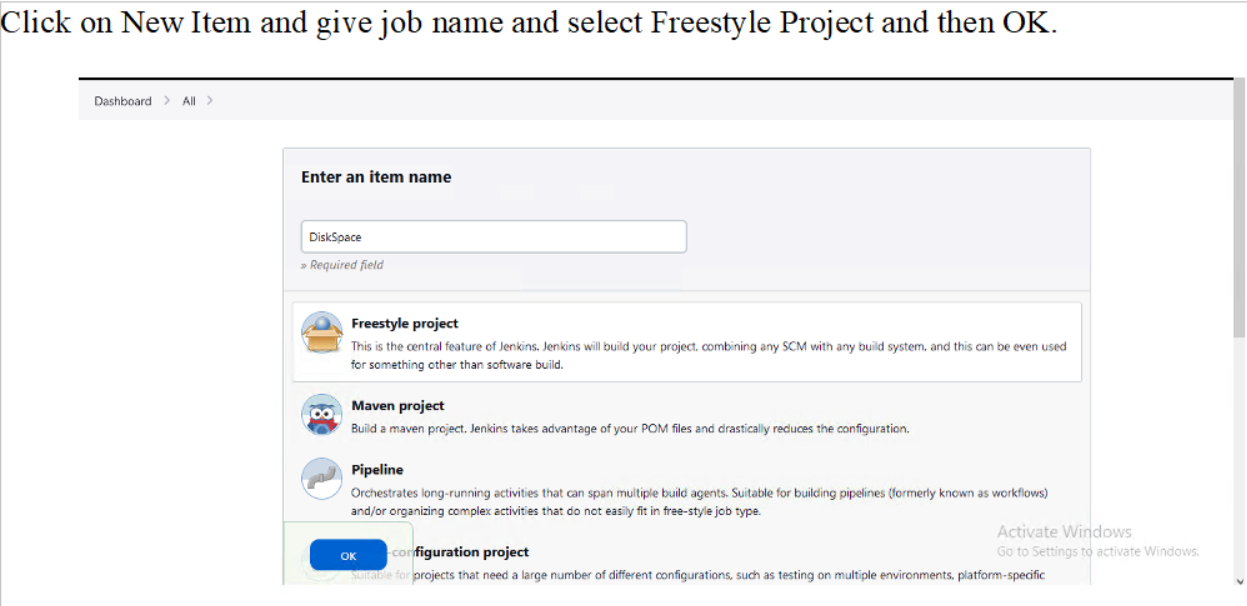 Click on New Item and give job name and select Freestyle Project and then OK.
Dashboard > All >
Enter an item name
DiskSpace
» Required field
Freestyle project
This is the central feature of Jenkins. Jenkins will build your project, combining any SCM with any build system, and this can be even used
for something other than software build.
Maven project
Build a maven project. Jenkins takes advantage of your POM files and drastically reduces the configuration.
Pipeline
Orchestrates long-running activities that can span multiple build agents. Suitable for building pipelines (formerly known as workflows)
and/or organizing complex activities that do not easily fit in free-style job type.
OK
-configuration project
Suitable for projects that need a large number of different configurations, such as testing on multiple environments, platform-specific
Activate Windows
Go to Settings to activate Windows.